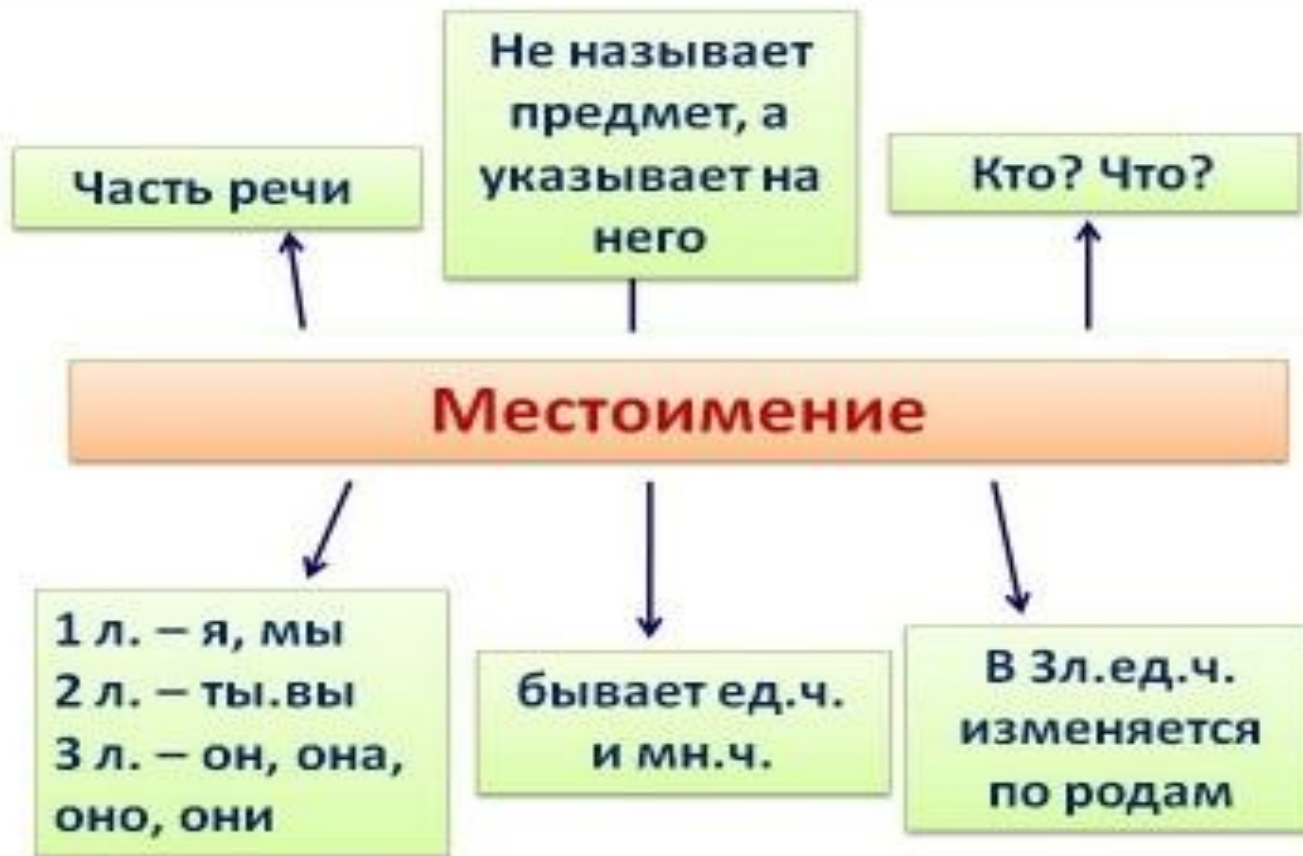 Не называет
предмет, а
указывает на
него
Часть речи
Кто? Что?
Местоимение
1 л. – я, мы
2 л. – ты.вы
3 л. – он, она,
оно, они
бывает ед.ч.
и мн.ч.
В 3л.ед.ч.
изменяется
по родам